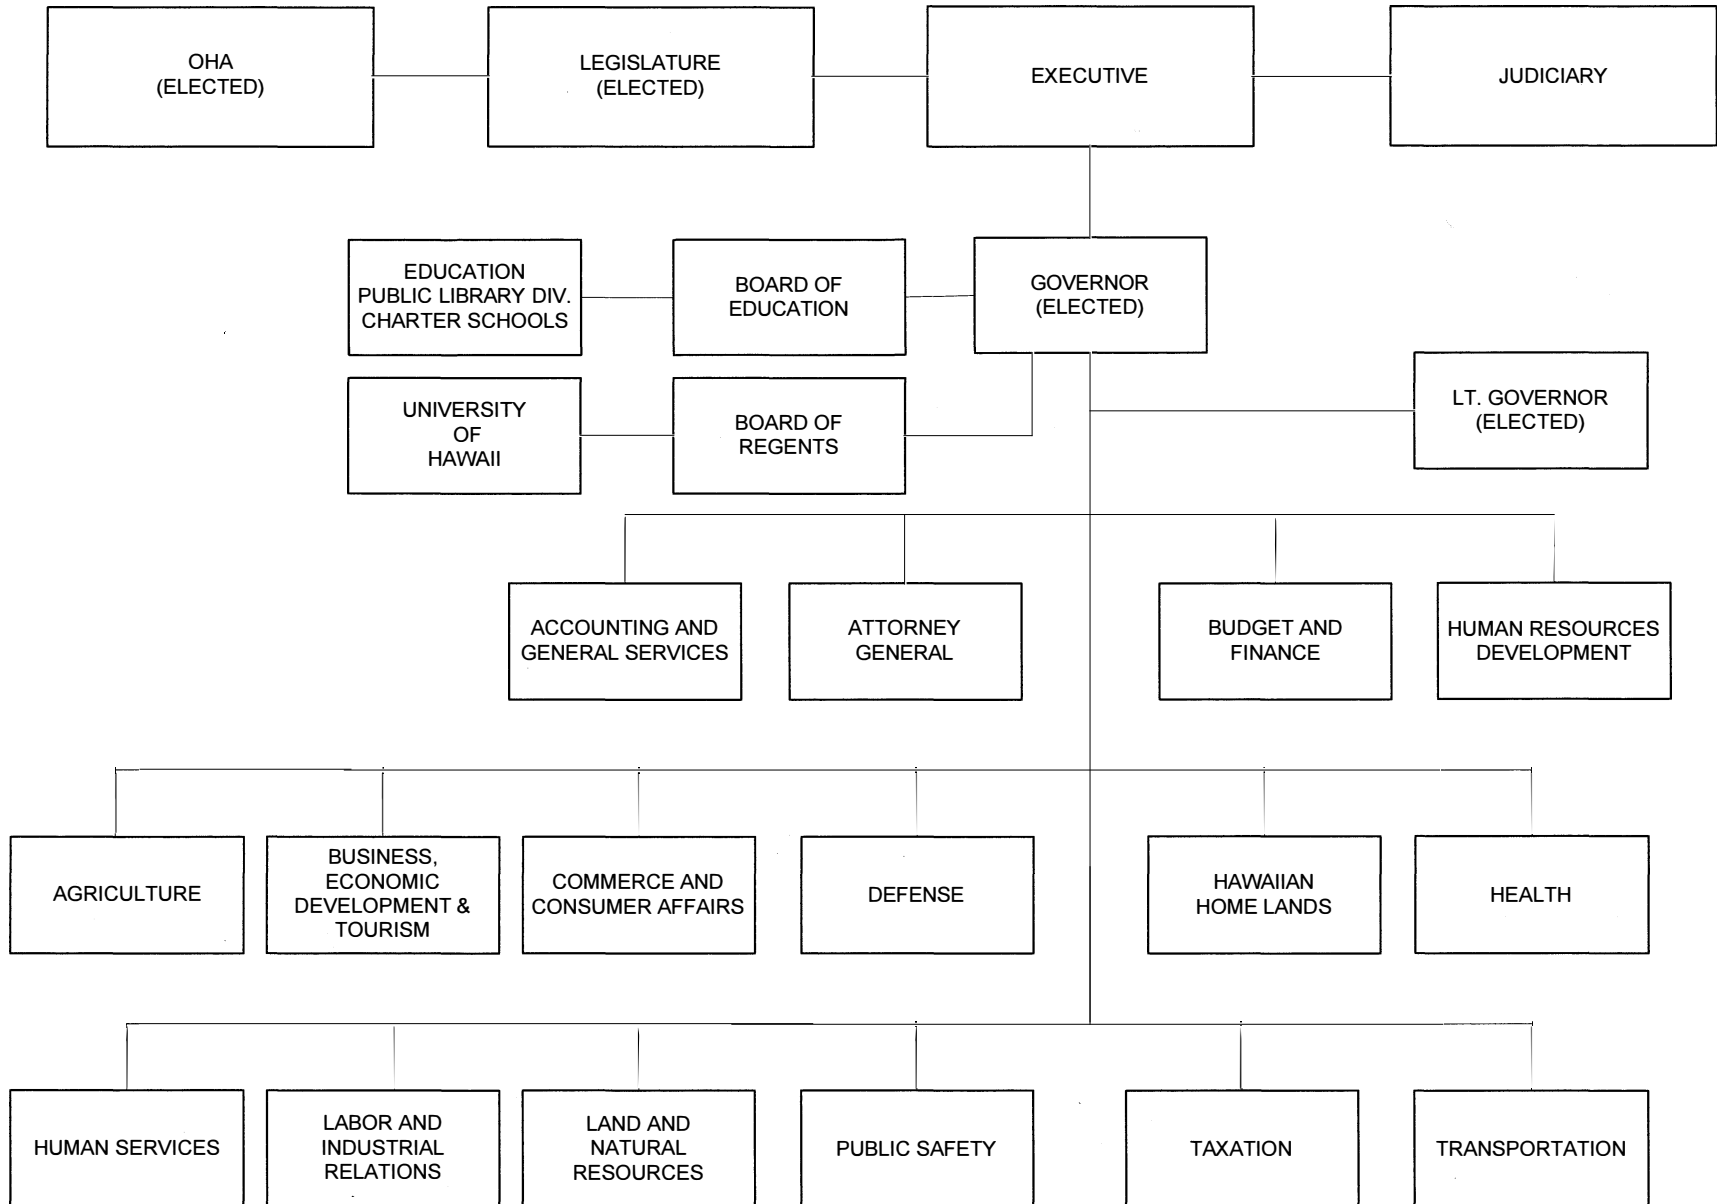 OHA
(ELECTED)
LEGISLATURE
(ELECTED)
EXECUTIVE
JUDICIARY
EDUCATION
PUBLIC LIBRARY DIV.
CHARTER SCHOOLS
BOARD OF
EDUCATION
GOVERNOR
(ELECTED)
UNIVERSITY
OF
HAWAII
BOARD OF
REGENTS
LT. GOVERNOR
(ELECTED)
ACCOUNTING AND
GENERAL SERVICES
ATTORNEY
GENERAL
BUDGET AND
FINANCE
HUMAN RESOURCES
DEVELOPMENT
AGRICULTURE
BUSINESS,
ECONOMIC
DEVELOPMENT &
TOURISM
COMMERCE AND
CONSUMER AFFAIRS
DEFENSE
HAWAIIAN
HOME LANDS
HEALTH
HUMAN SERVICES
LABOR AND
INDUSTRIAL
RELATIONS
LAND AND
NATURAL
RESOURCES
PUBLIC SAFETY
TAXATION
TRANSPORTATION